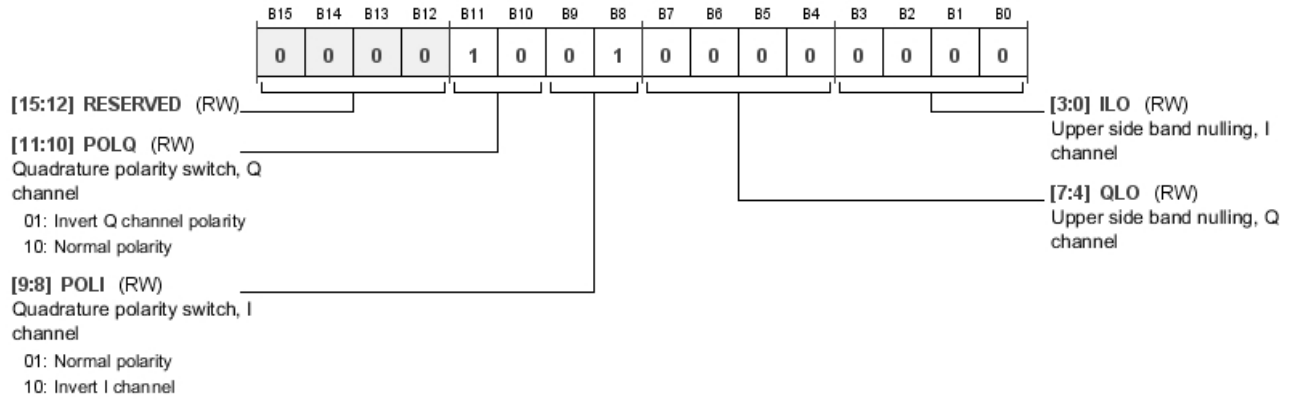 B15 B14 B13 B12 B11 B10 B9 B8 B7 B6 B5 B4 B3 B2 B1 B0
0 0 0 0 1 0 0 1 0 0 0 0 0 0 0 0
[15:12] RESERVED (RW)
[11:10] POLQ (RW)
Quadrature polarity switch, Q
channel
01: Invert Q channel polarity
10: Normal polarity
[9:8] POLI (RW)
Quadrature polarity switch, I
channel
01: Normal polarity
10: Invert I channel
[3:0] ILO (RW)
Upper side band nulling, I
channel
[7:4] QLO (RW)
Upper side band nulling, Q
channel